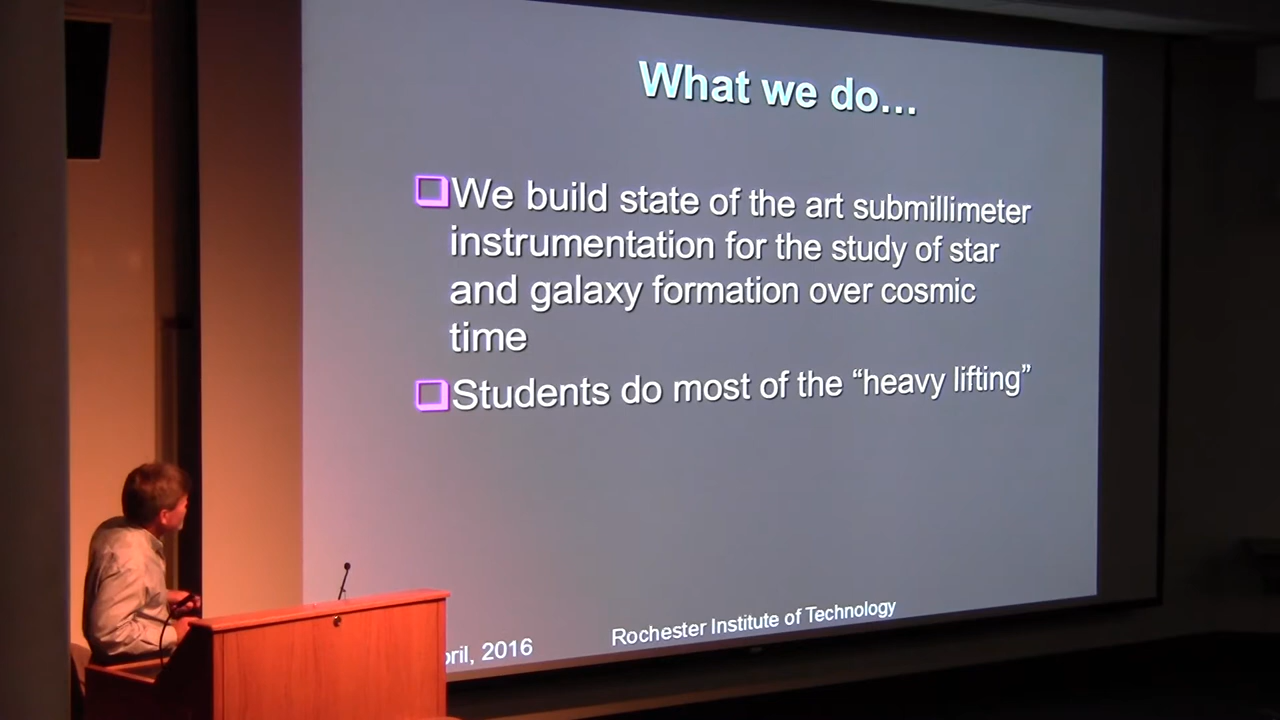 What we do…
We build state of the art submillimeter
instrumentation for the study of star
and galaxy formation over cosmic
time
Students do most of the “heavy lifting”
Rochester Institute of Technology
2016